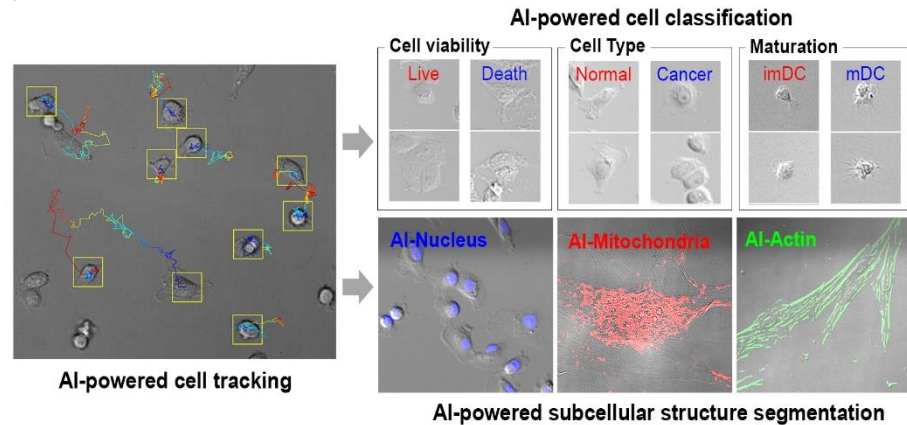 AI-powered cell classification
Cell viability
Cell Type
Maturation
Live
Death
Normal
Cancer
imDC
mDC
AI-Nucleus
AI-Mitochondria
AI-Actin
AI-powered cell tracking
AI-powered subcellular structure segmentation